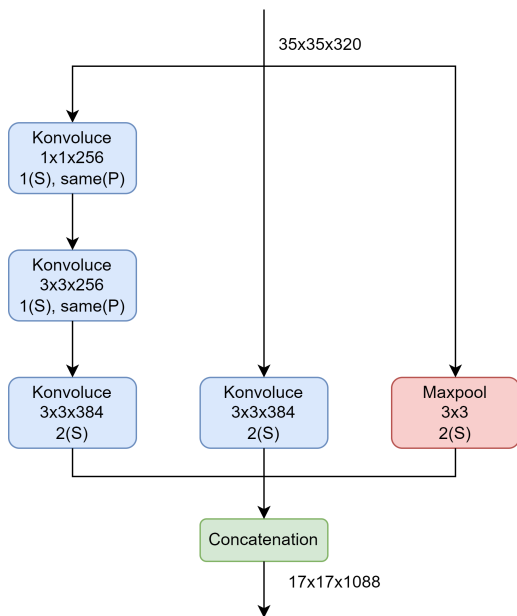 35x35x320
Konvoluce
1x1x256
1(S), same(P)
Konvoluce
3x3x256
1(S), same(P)
Konvoluce
3x3x384
2(S)
Konvoluce
3x3x384
2(S)
Maxpool
3x3
2(S)
Concatenation
17x17x1088